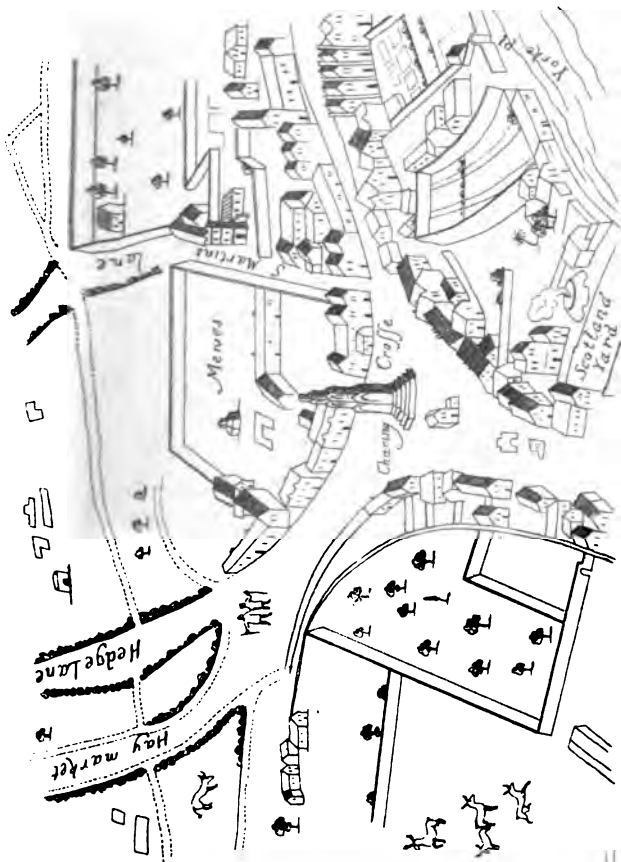 Yorke Pl
S Martins Lane
Mewes
Charing Crosse
Scotland
Yard
Hedge Lane
Hay market